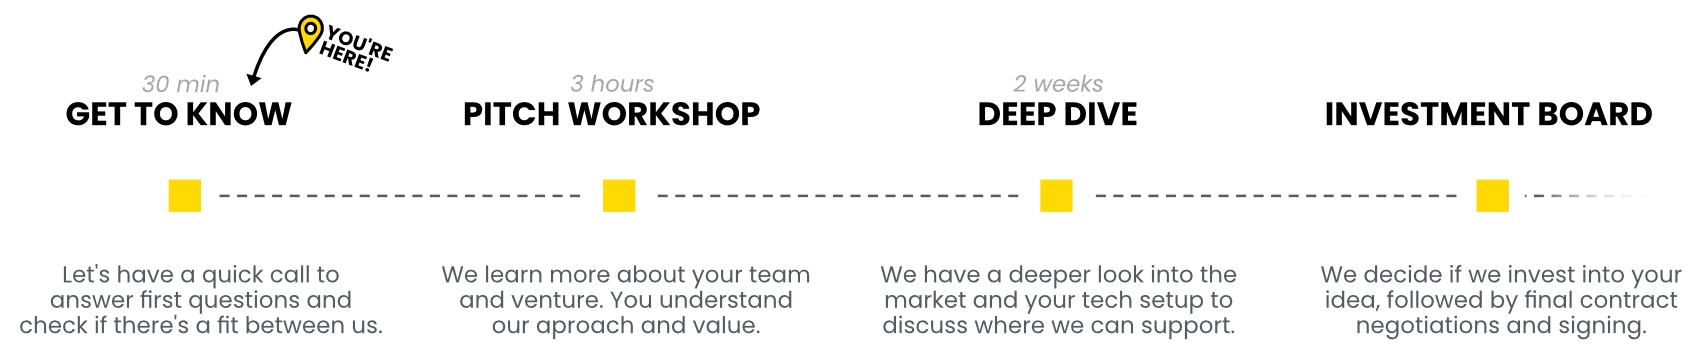 YOU'RE
HERE!
30 min
GET TO KNOW
Let's have a quick call to
answer first questions and
check if there's a fit between us.
3 hours
PITCH WORKSHOP
We learn more about your team
and venture. You understand
our aproach and value.
2 weeks
DEEP DIVE
We have a deeper look into the
market and your tech setup to
discuss where we can support.
INVESTMENT BOARD
We decide if we invest into your
idea, followed by final contract
negotiations and signing.